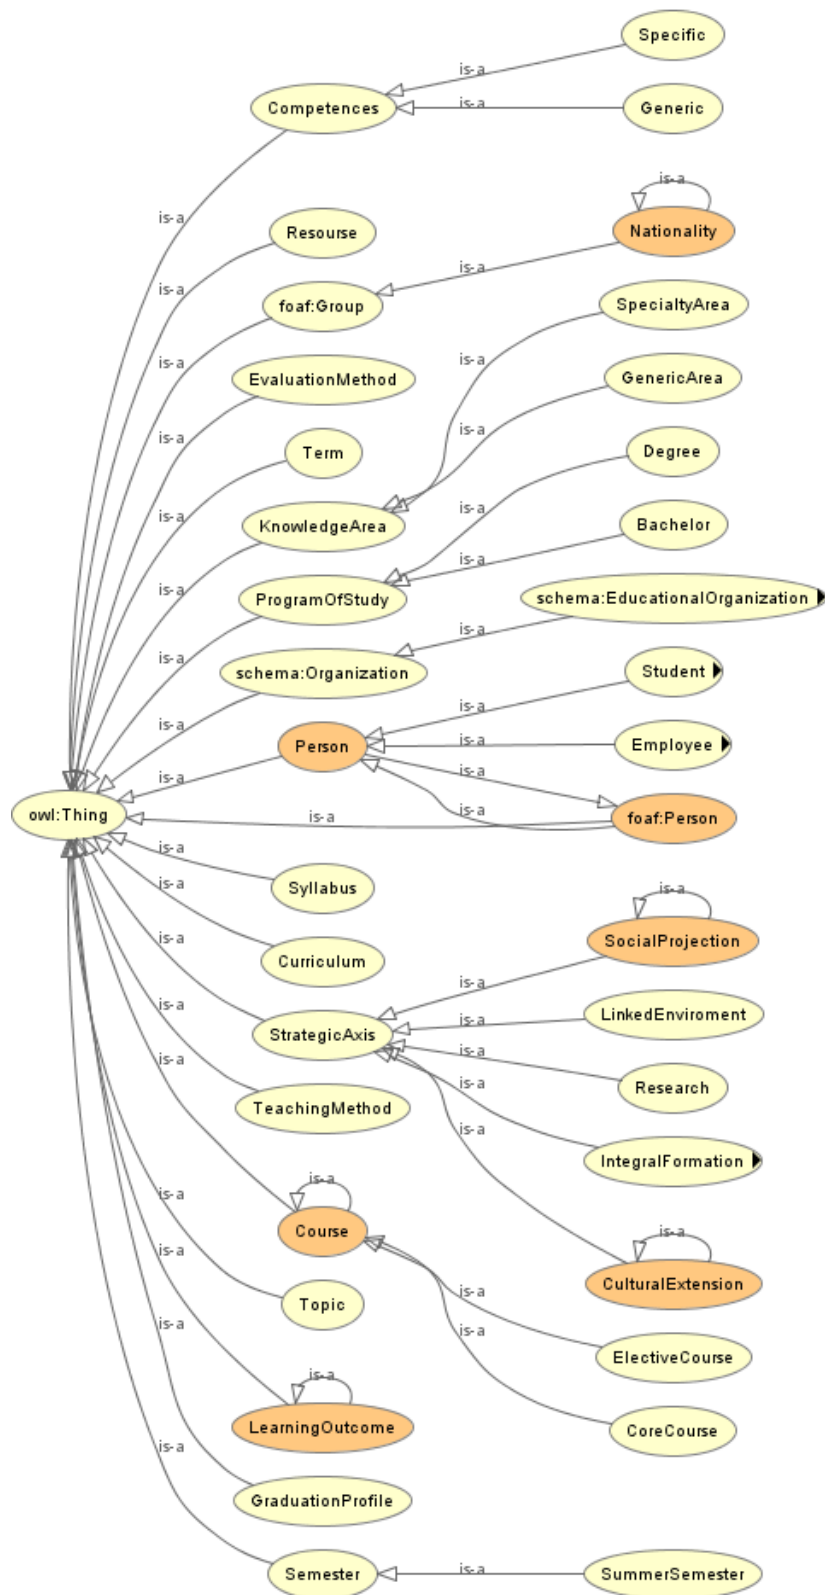 Specific
is-a
Competences
is-a
Generic
is-a
is-a
Resourse
Nationality
is-a
is-a
foaf:Group
SpecialtyArea
is-a
is-a
EvaluationMethod
GenericArea
is-a
is-a
Term
Degree
is-a
is-a
KnowledgeArea
Bachelor
is-a
is-a
ProgramOfStudy
schema:EducationalOrganization
is-a
is-a
schema:Organization
Student
is-a
is-a
Person
Employee
is-a
is-a
is-a
owl:Thing
is-a
is-a
foaf:Person
is-a
Syllabus
is-a
is-a
Curriculum
SocialProjection
is-a
is-a
StrategicAxis
is-a
LinkedEnviroment
is-a
is-a
TeachingMethod
is-a
Research
is-a
is-a
IntegralFormation
is-a
Course
is-a
is-a
CulturalExtension
is-a
Topic
is-a
is-a
ElectiveCourse
is-a
LearningOutcome
CoreCourse
is-a
GraduationProfile
Semester
is-a
SummerSemester